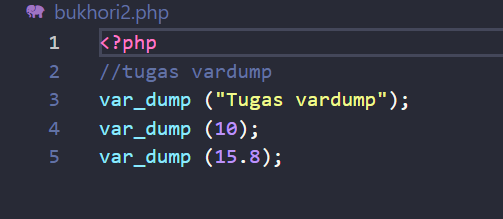 bukhori2.php
1 <?php
2 //tugas vardump
3 var_dump ("Tugas vardump");
4 var_dump (10);
5 var_dump (15.8);